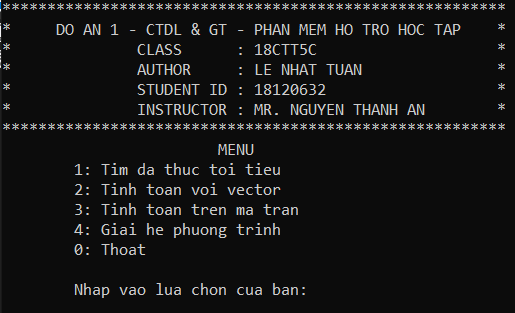 ********************************************************
* DO AN 1 - CTDL & GT - PHAN MEM HO TRO HOC TAP *
* CLASS : 18CTT5C *
* AUTHOR : LE NHAT TUAN *
* STUDENT ID : 18120632 *
* INSTRUCTOR : MR. NGUYEN THANH AN *
********************************************************
MENU
1: Tim da thuc toi tieu
2: Tinh toan voi vector
3: Tinh toan tren ma tran
4: Giai he phuong trinh
0: Thoat
Nhap vao lua chon cua ban: